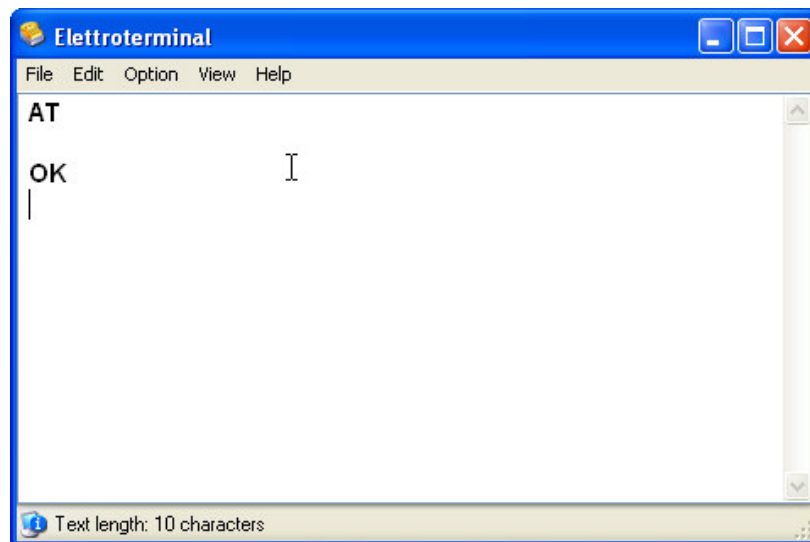 Elettroterminal
File Edit Option View Help
AT
OK
Text length: 10 characters